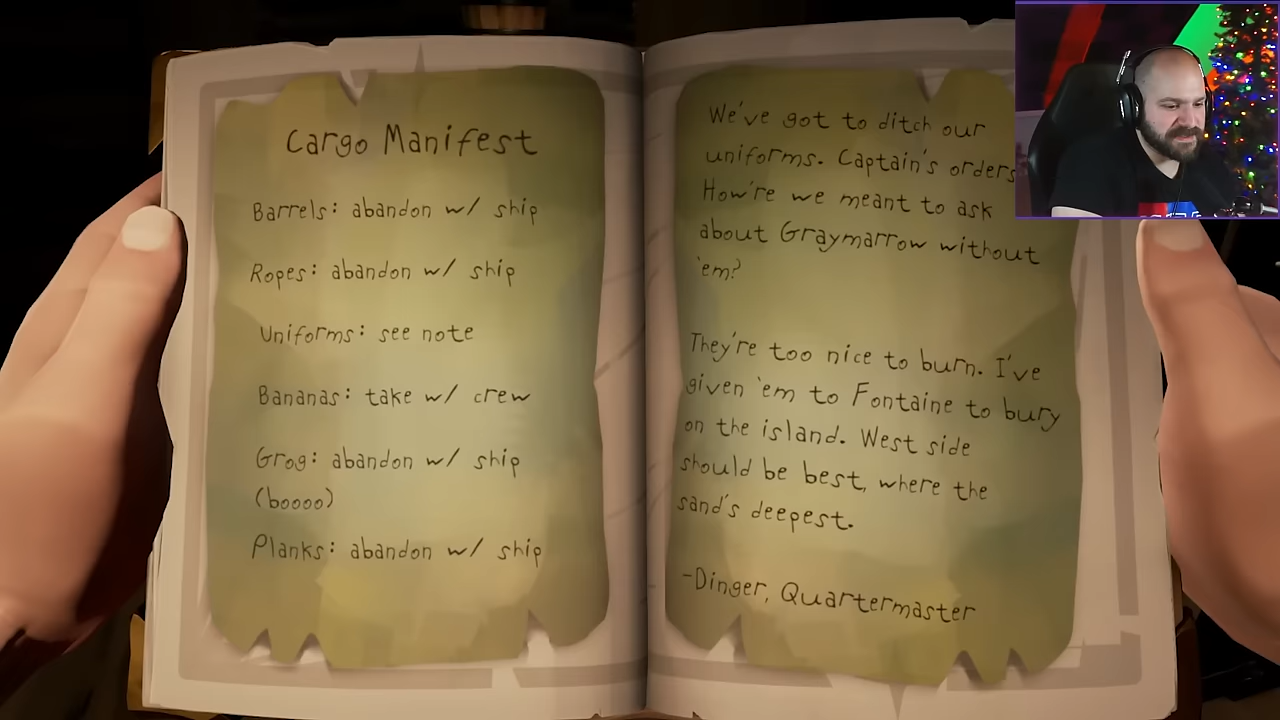 Cargo Manifest
Barrels: abandon w/ ship
Ropes: abandon w/ ship
Uniforms: see note
Bananas: take w/ crew
Grog: abandon w/ ship
(boooo)
Planks: abandon w/ ship
We've got to ditch our
uniforms. Captain's orders
How're we meant to ask
about Graymarrow without
'em?
They're too nice to burn. I've
given 'em to Fontaine to bury
on the island. West side
should be best, where the
sand's deepest.
-Dinger, Quartermaster